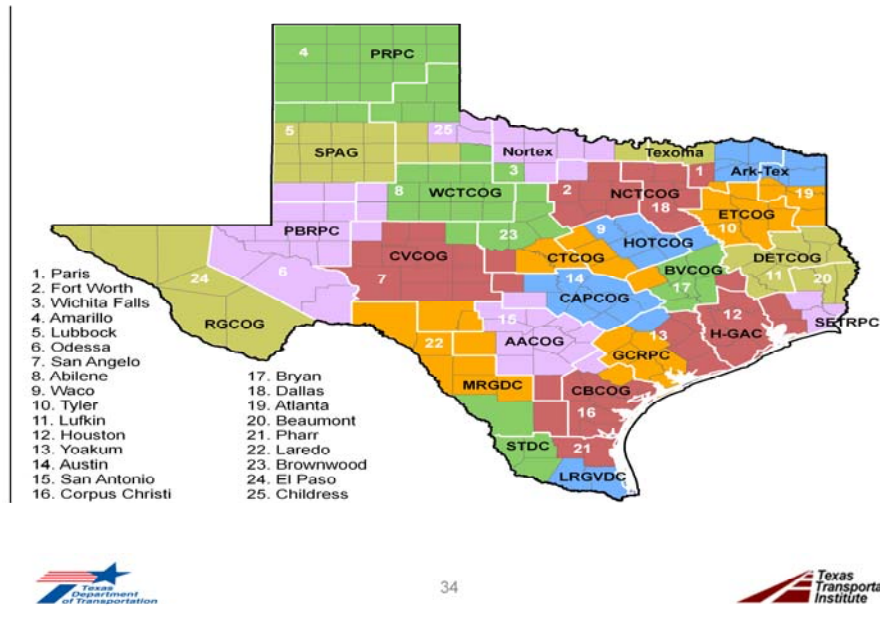 4 PRPC
5 SPAG
25
Nortex
Texoma
1
Ark-Tex
3
8 WCTCOG
2 NCTCOG
18
19
ETCOG
10
PBRPC
23
9
HOTCOG
CVCOG
CTCOG
BVCOG
DETCOG
24
6
7
14
17
11
20
CAPCOG
RGCOG
15
13
12
AACOG
H-GAC
SETRPC
22
GCRPC
MRGDC
CBCOG
16
STDC
21
LRGVDC
1. Paris
2. Fort Worth
3. Wichita Falls
4. Amarillo
5. Lubbock
6. Odessa
7. San Angelo
8. Abilene
9. Waco
10. Tyler
11. Lufkin
12. Houston
13. Yoakum
14. Austin
15. San Antonio
16. Corpus Christi
17. Bryan
18. Dallas
19. Atlanta
20. Beaumont
21. Pharr
22. Laredo
23. Brownwood
24. El Paso
25. Childress
Texas
Department
of Transportation
34
Texas
Transporta
Institute